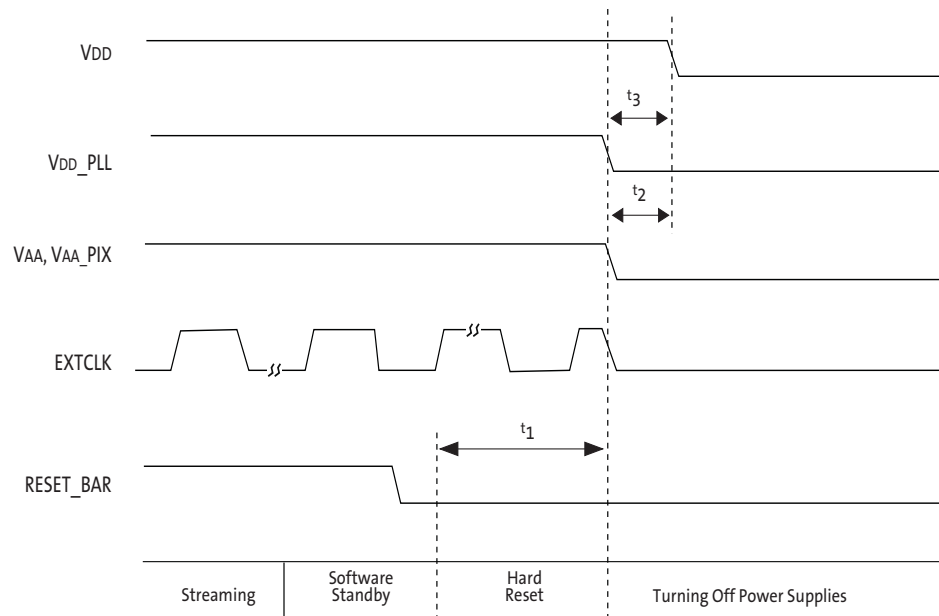 VDD
t3
VDD_PLL
t2
VAA, VAA_PIX
EXTCLK
t1
RESET_BAR
Streaming
Software
Standby
Hard
Reset
Turning Off Power Supplies